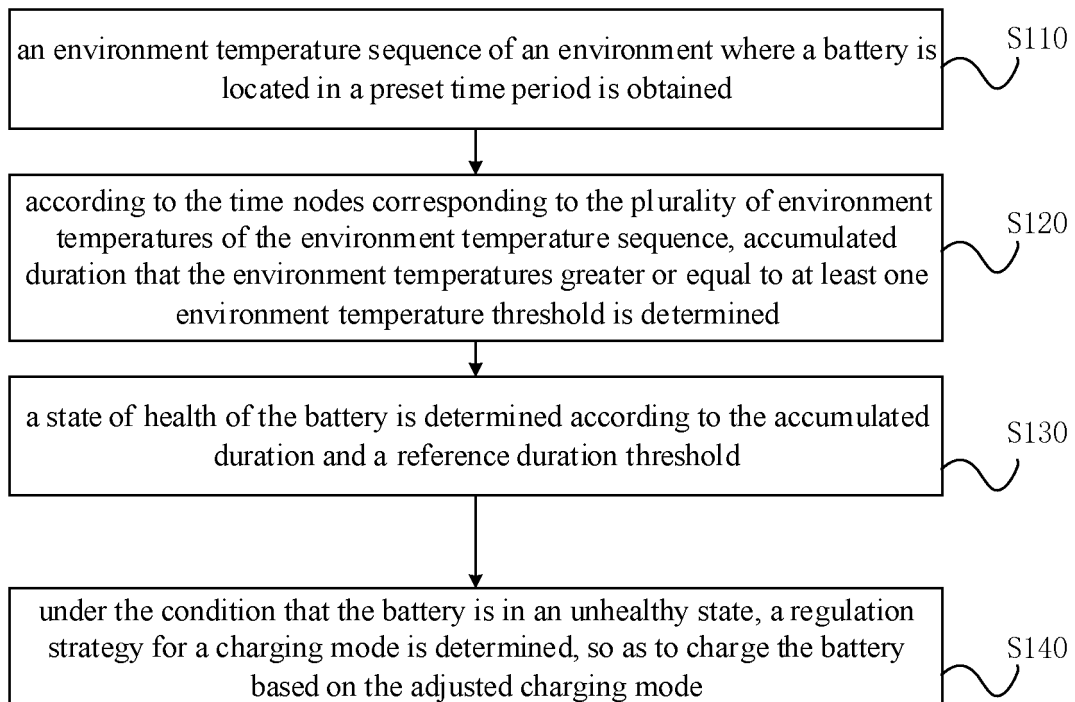 an environment temperature sequence of an environment where a battery is
located in a preset time period is obtained
S110
according to the time nodes corresponding to the plurality of environment
temperatures of the environment temperature sequence, accumulated
duration that the environment temperatures greater or equal to at least one
environment temperature threshold is determined
S120
a state of health of the battery is determined according to the accumulated
duration and a reference duration threshold
S130
under the condition that the battery is in an unhealthy state, a regulation
strategy for a charging mode is determined, so as to charge the battery
based on the adjusted charging mode
S140